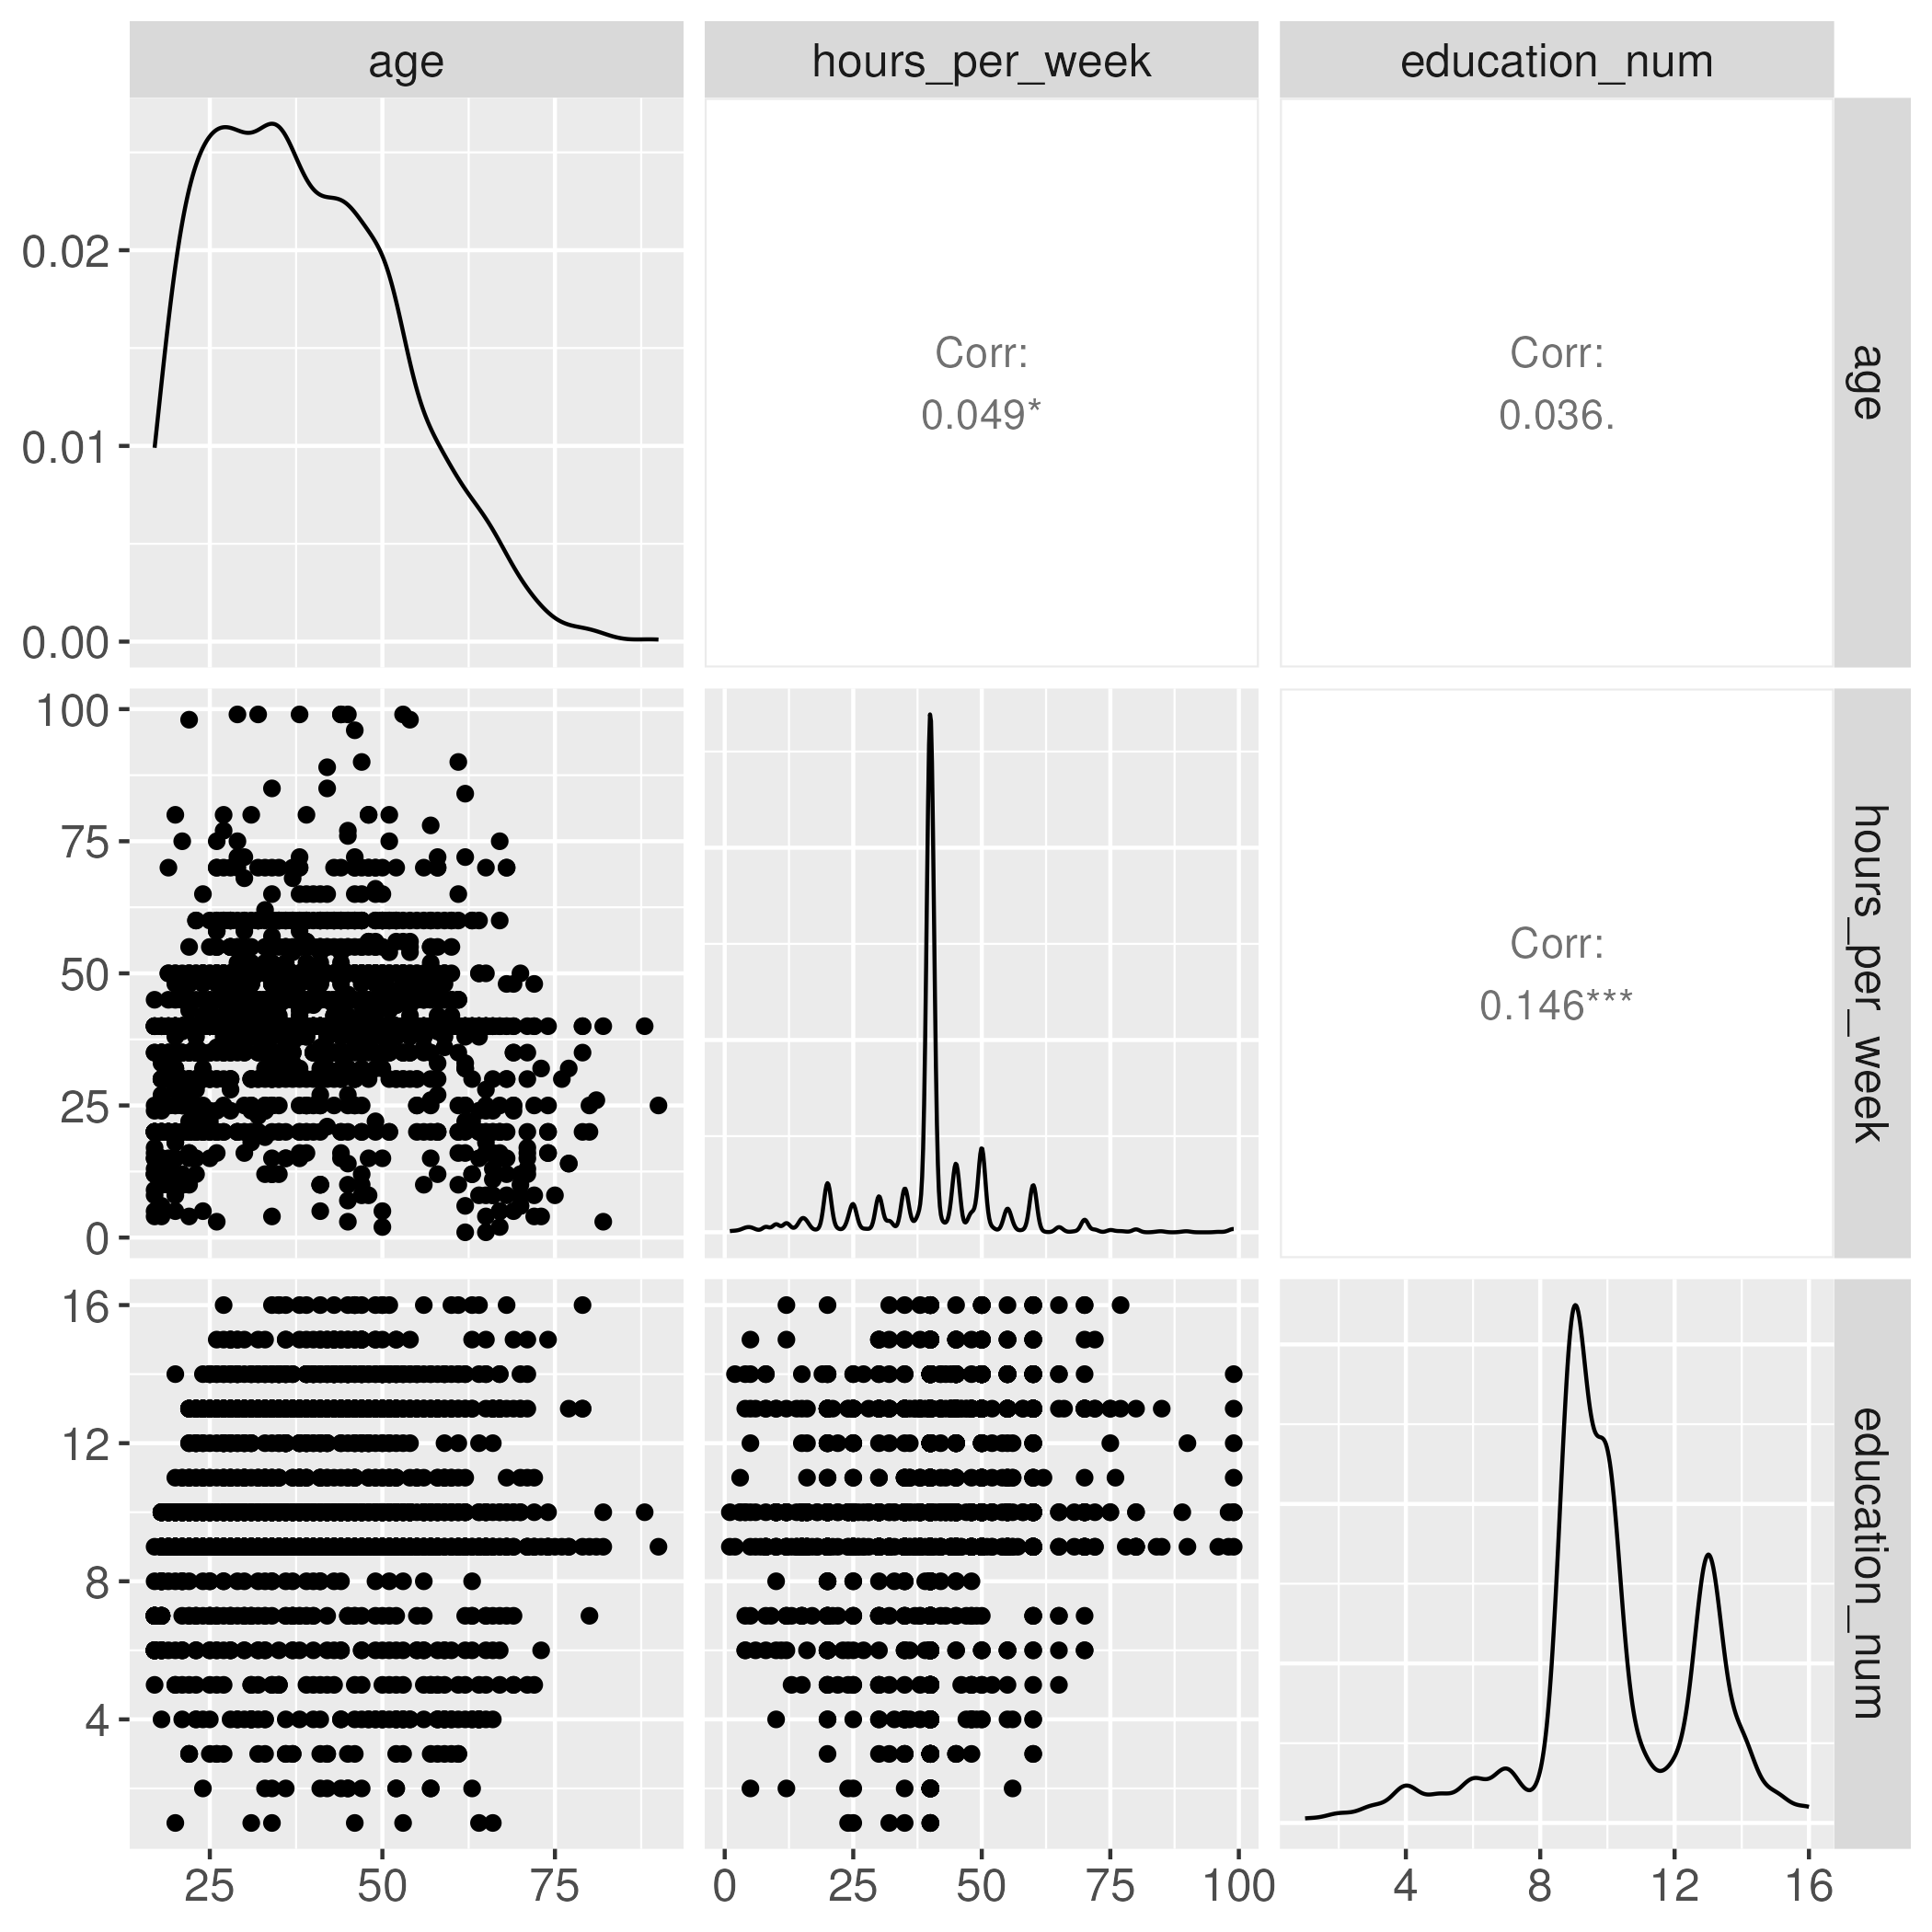 age
hours_per_week
education_num
0.02
0.01
0.00
Corr:
0.049*
Corr:
0.036.
age
100
75
50
25
0
Corr:
0.146***
hours_per_week
16
12
8
4
education_num
25 50 75
0 25 50 75 100
4 8 12 16